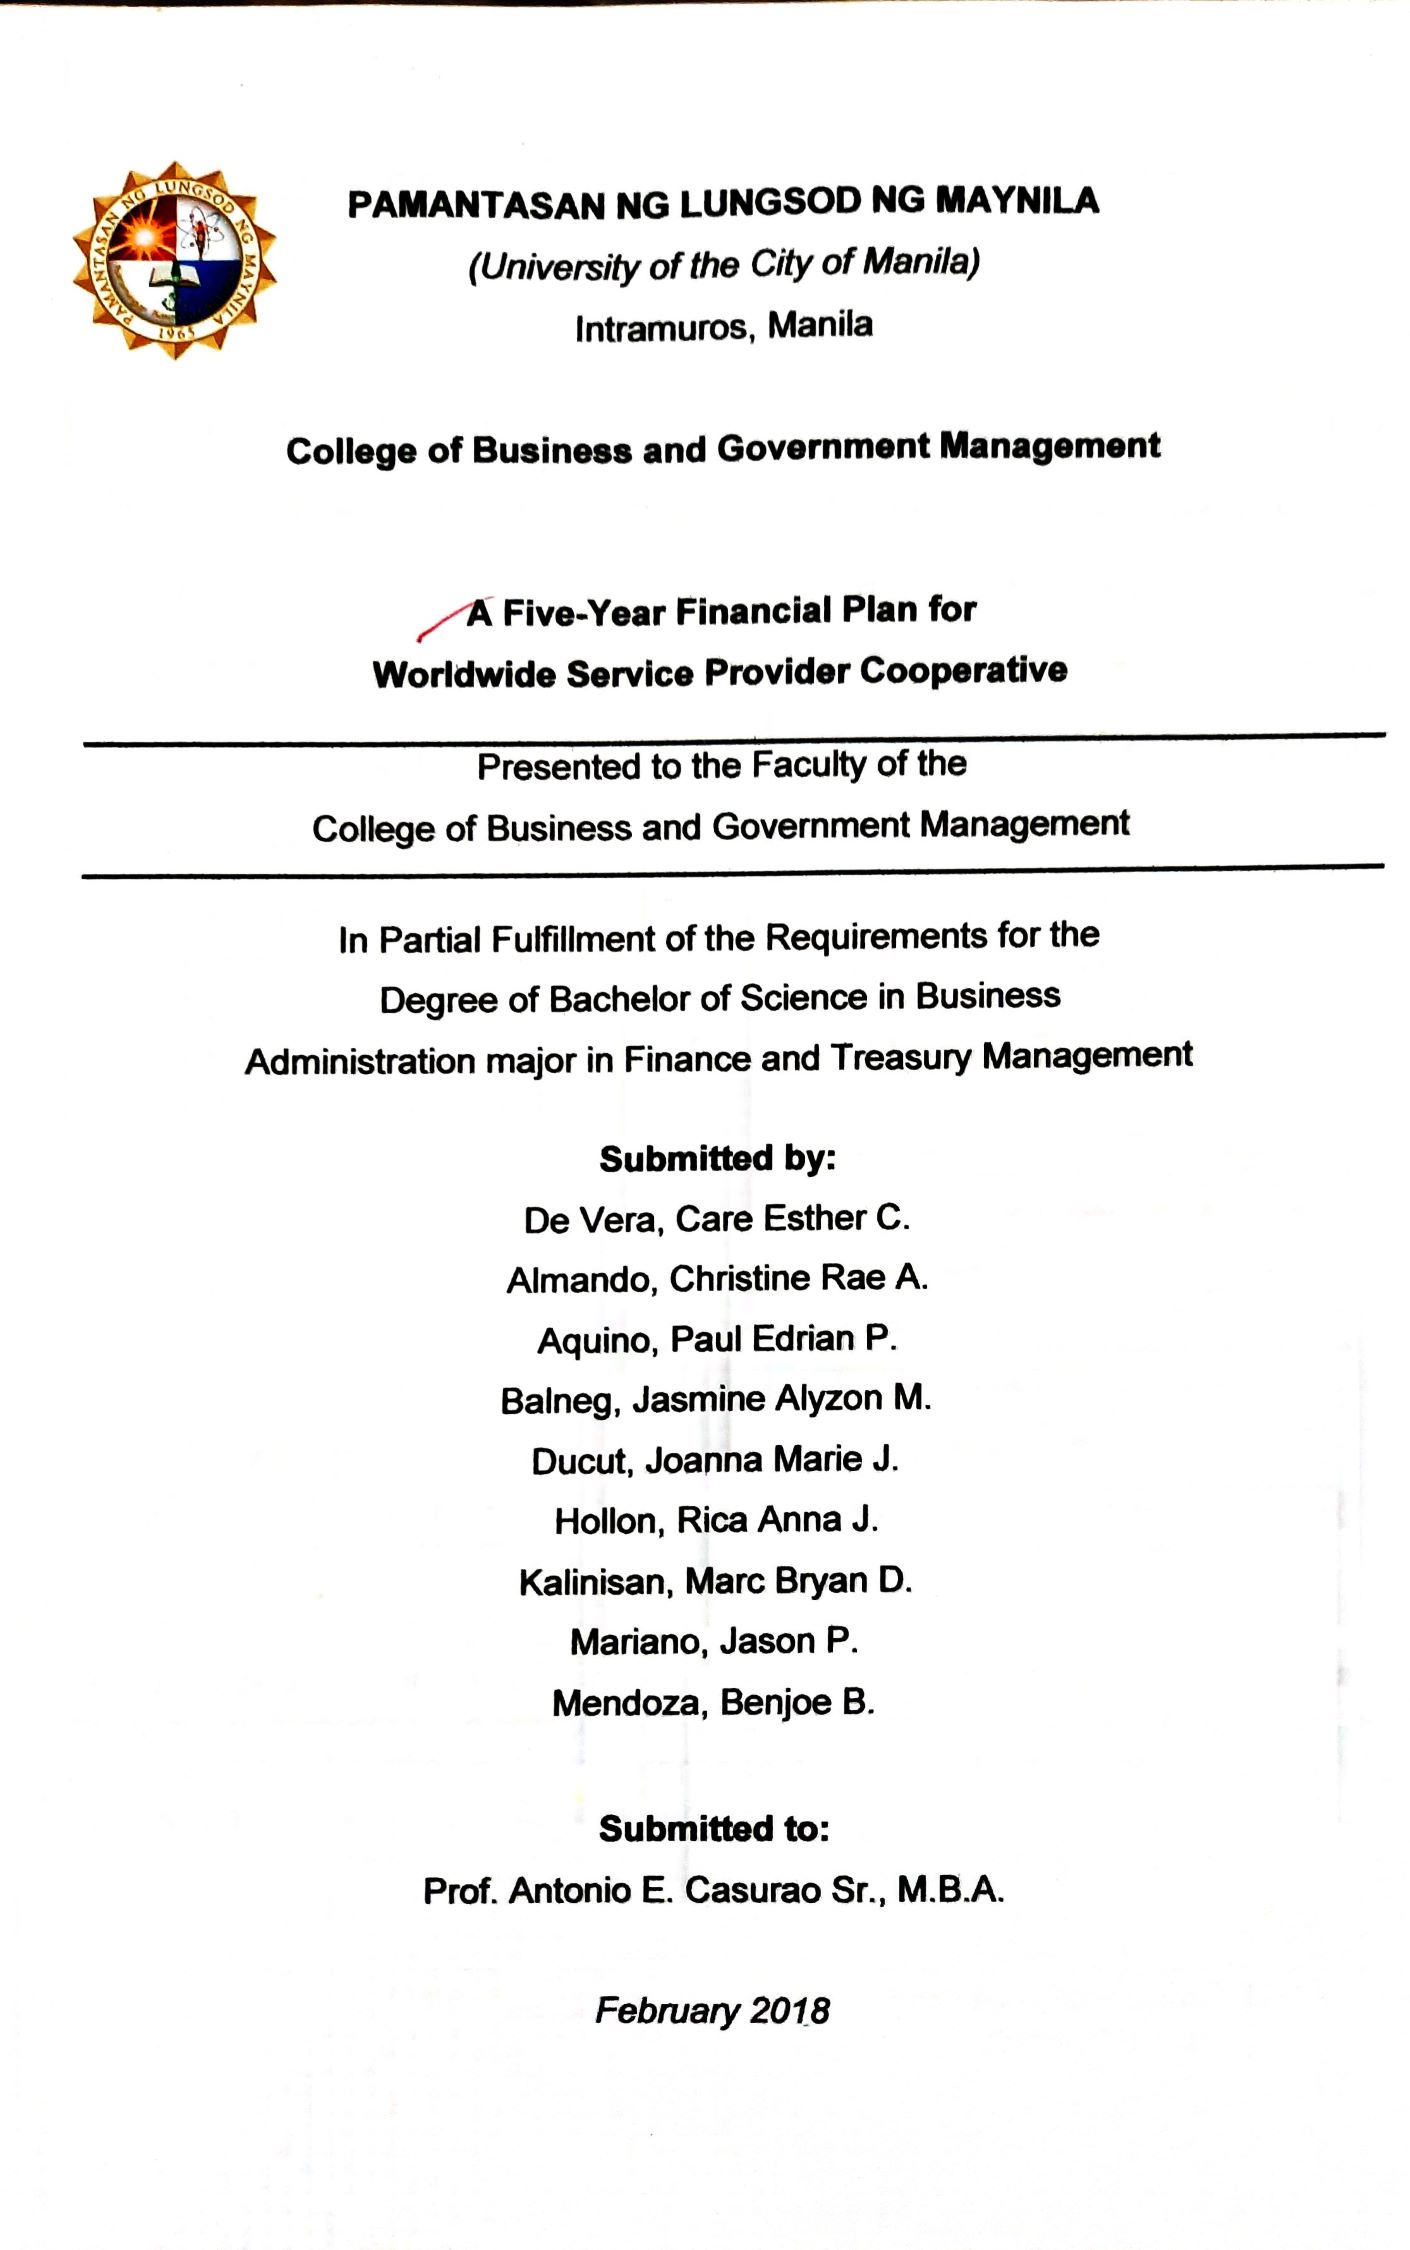 PAMANTASAN NG LUNGSOD NG MAYNILA
1965
PAMANTASAN NG LUNGSOD NG MAYNILA
(University of the City of Manila)
Intramuros, Manila
College of Business and Government Management
A Five-Year Financial Plan for
Worldwide Service Provider Cooperative
Presented to the Faculty of the
College of Business and Government Management
In Partial Fulfillment of the Requirements for the
Degree of Bachelor of Science in Business
Administration major in Finance and Treasury Management
Submitted by:
De Vera, Care Esther C.
Almando, Christine Rae A.
Aquino, Paul Edrian P.
Balneg, Jasmine Alyzon M.
Ducut, Joanna Marie J.
Hollon, Rica Anna J.
Kalinisan, Marc Bryan D.
Mariano, Jason P.
Mendoza, Benjoe B.
Submitted to:
Prof. Antonio E. Casurao Sr., M.B.A.
February 2018